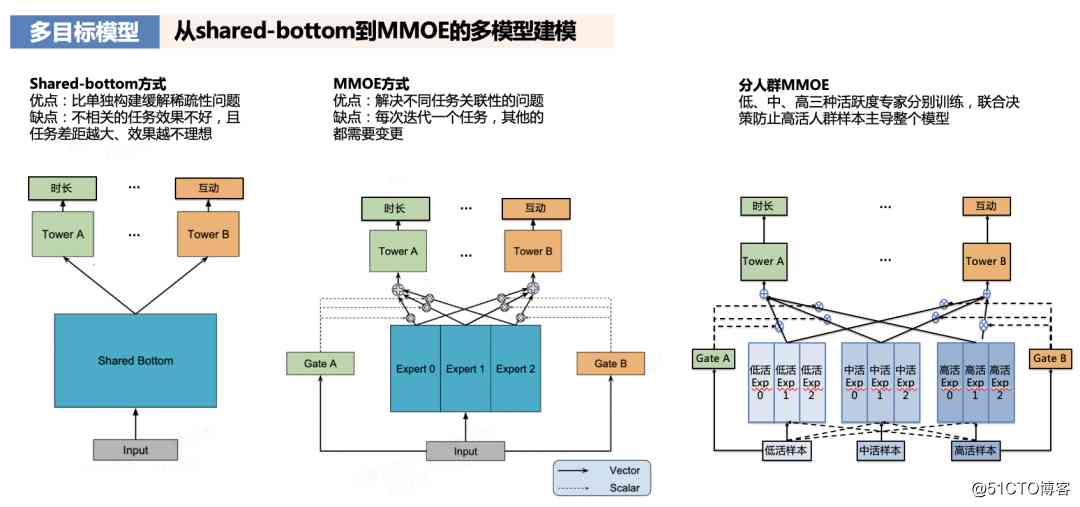 多目标模型
从shared-bottom到MMOE的多模型建模
Shared-bottom方式
优点：比单独构建缓解稀疏性问题
缺点：不相关的任务效果不好，且
任务差距越大、效果越不理想
时长
...
互动
Tower A
...
Tower B
Shared Bottom
Input
MMOE方式
优点：解决不同任务关联性的问题
缺点：每次迭代一个任务，其他的
都需要变更
时长
...
互动
Tower A
...
Tower B
Gate A
Expert 0
Expert 1
Expert 2
Gate B
Input
Vector
Scalar
分人群MMOE
低、中、高三种活跃度专家分别训练，联合决
策防止高活人群样本主导整个模型
时长
...
互动
Tower A
...
Tower B
Gate A
低活
Exp
0
低活
Exp
1
低活
Exp
2
中活
Exp
0
中活
Exp
1
中活
Exp
2
高活
Exp
0
高活
Exp
1
高活
Exp
2
Gate B
低活样本
中活样本
高活样本
@51CTO博客